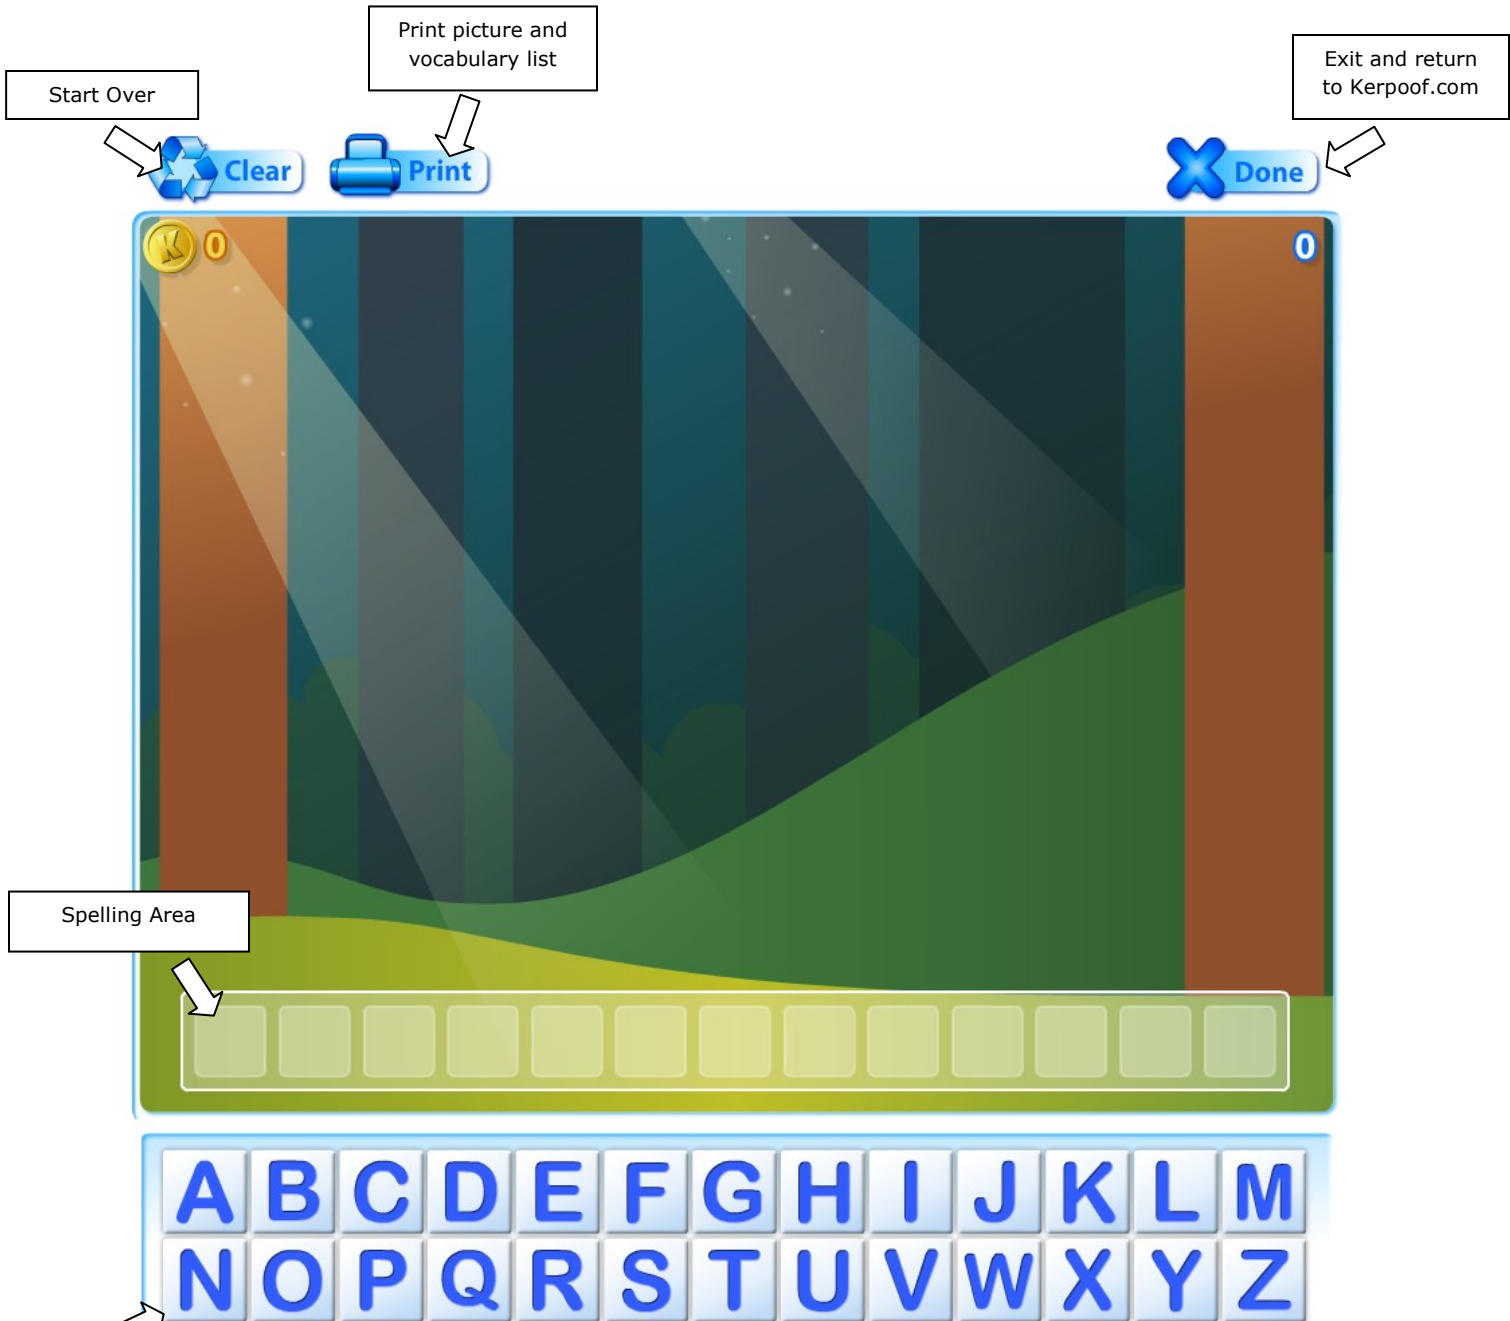 Print picture and
vocabulary list
Exit and return
to Kerpoof.com
Start Over
Clear
Print
Done
K 0
0
Spelling Area
A B C D E F G H I J K L M
N O P Q R S T U V W X Y Z